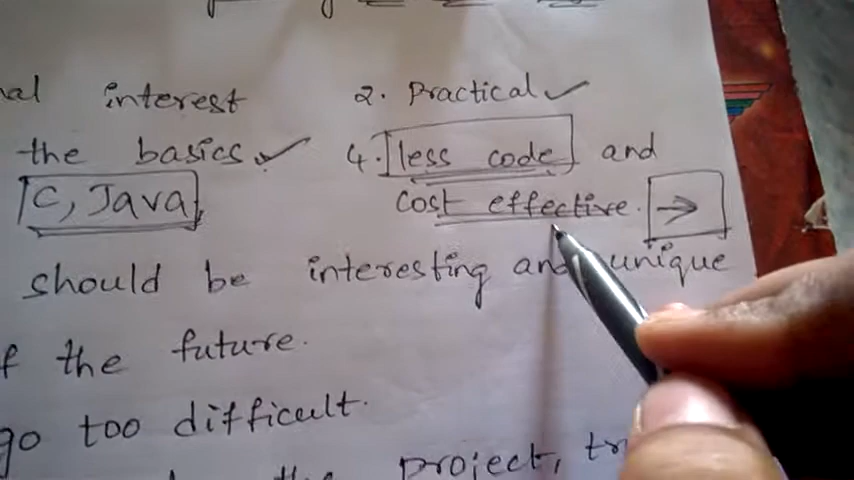 interest 2. Practical
the basics 4. less code and
C, Java cost effective. →
should be interesting and unique
the future.
go too difficult.
project,